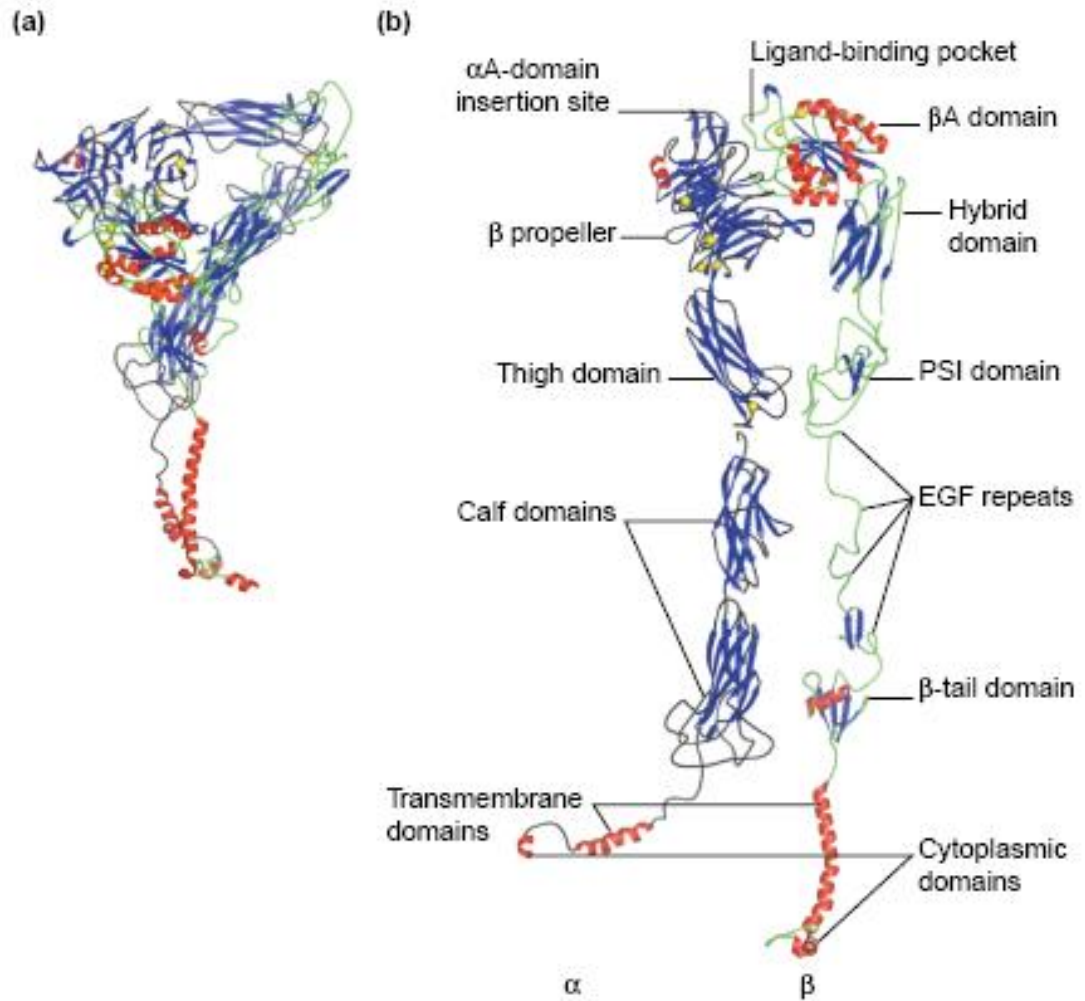 (a)
(b)
Ligand-binding pocket
αA-domain
insertion site
βA domain
Hybrid
domain
β propeller
Thigh domain
PSI domain
Calf domains
EGF repeats
β-tail domain
Transmembrane
domains
Cytoplasmic
domains
α
β